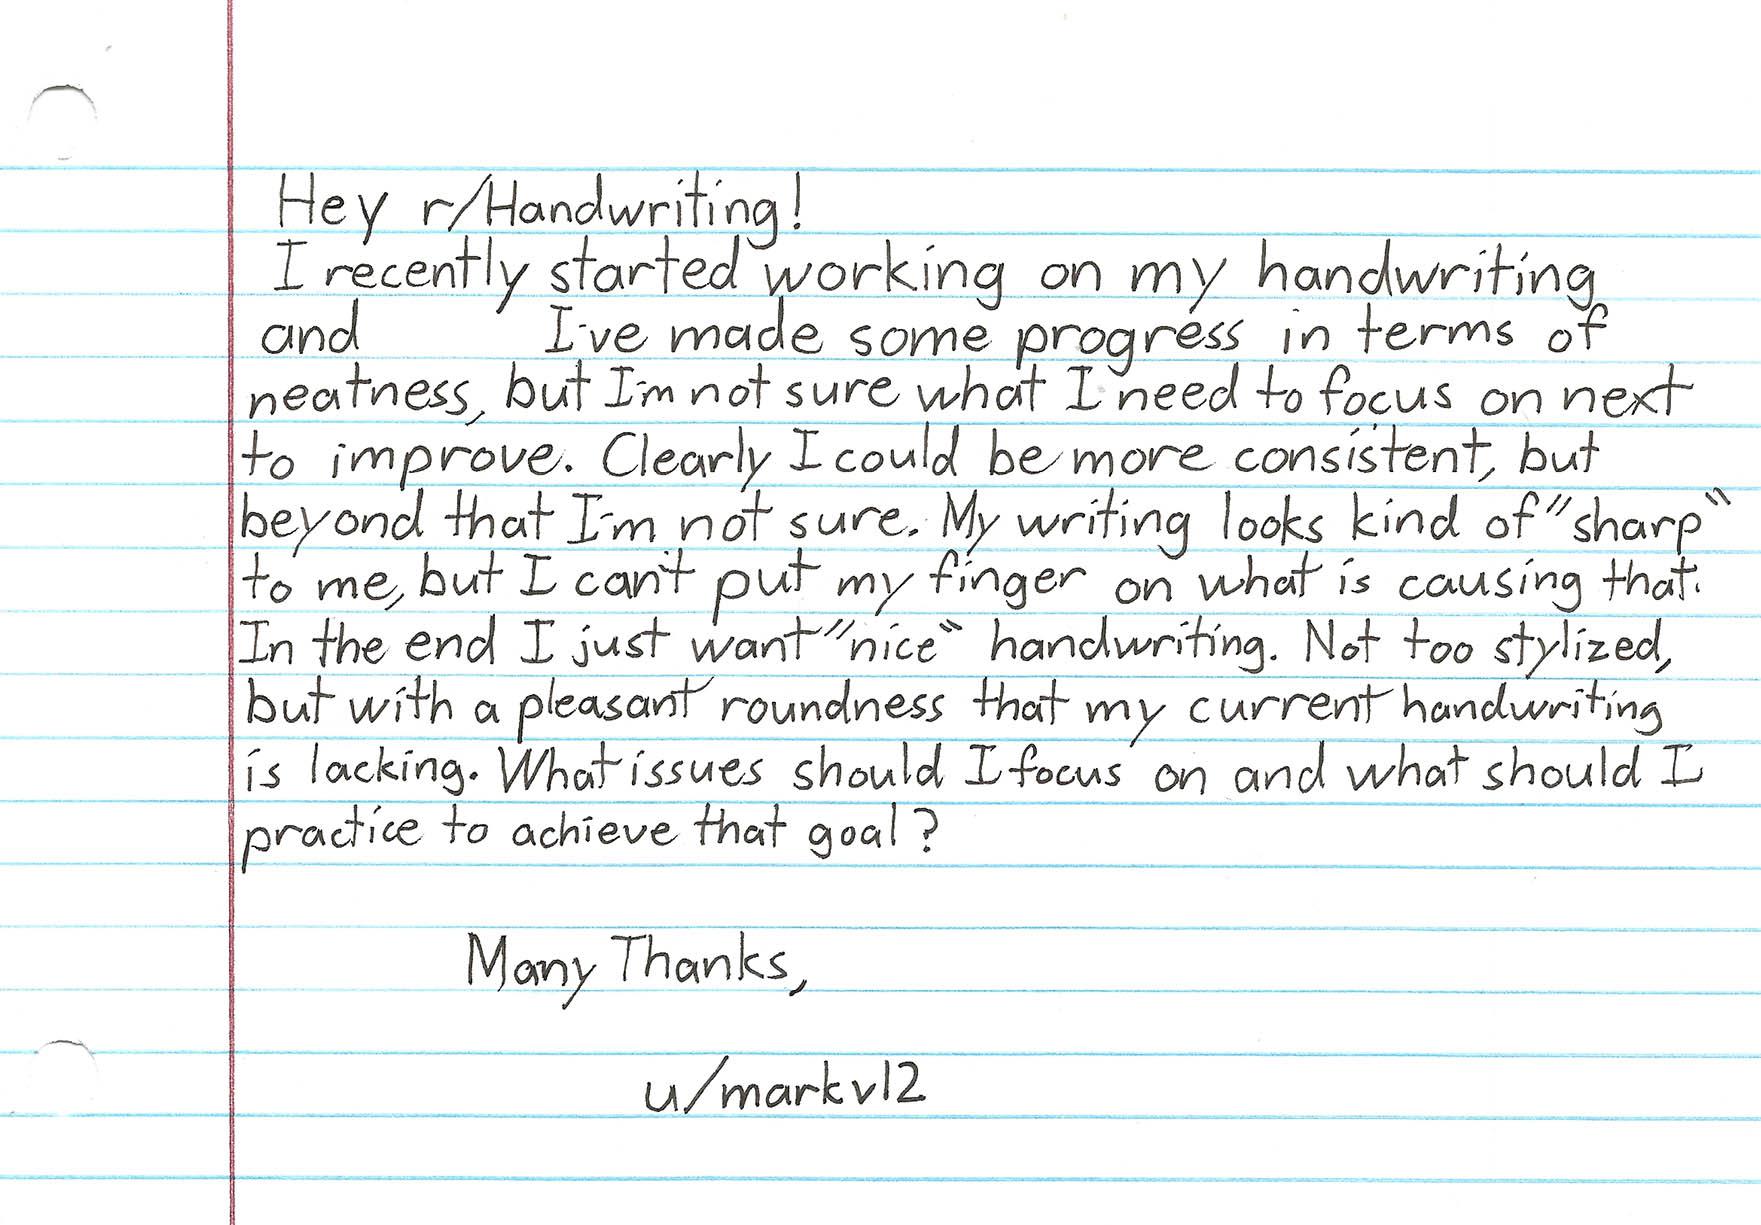 Hey r/Handwriting!
I recently started working on my handwriting
and I've made some progress in terms of
neatness, but I'm not sure what I need to focus on next
to improve. Clearly I could be more consistent, but
beyond that I'm not sure. My writing looks kind of "sharp"
to me, but I can't put my finger on what is causing that.
In the end I just want "nice" handwriting. Not too stylized,
but with a pleasant roundness that my current handwriting
is lacking. What issues should I focus on and what should I
practice to achieve that goal?
Many Thanks,
u/markv12